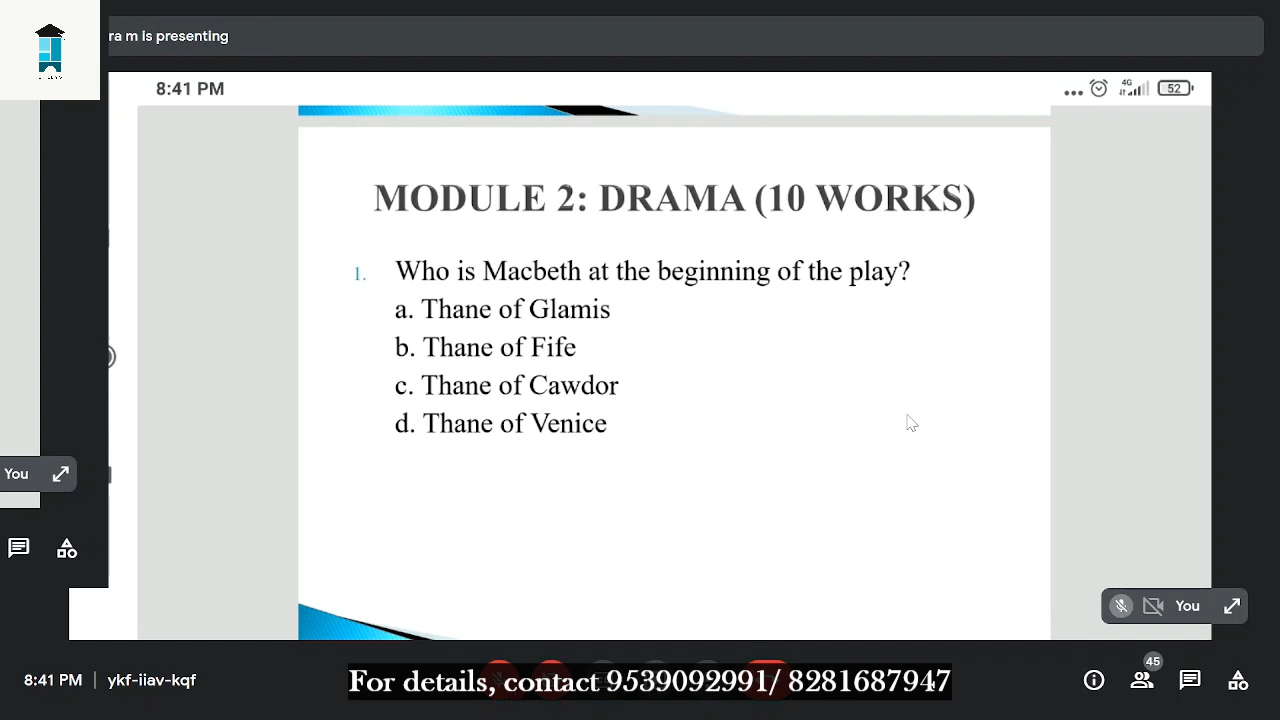 ra m is presenting
8:41 PM
4G
52
MODULE 2: DRAMA (10 WORKS)
1. Who is Macbeth at the beginning of the play?
a. Thane of Glamis
b. Thane of Fife
c. Thane of Cawdor
d. Thane of Venice
You
You
45
8:41 PM | ykf-iiav-kqf
For details, contact 9539092991/ 8281687947